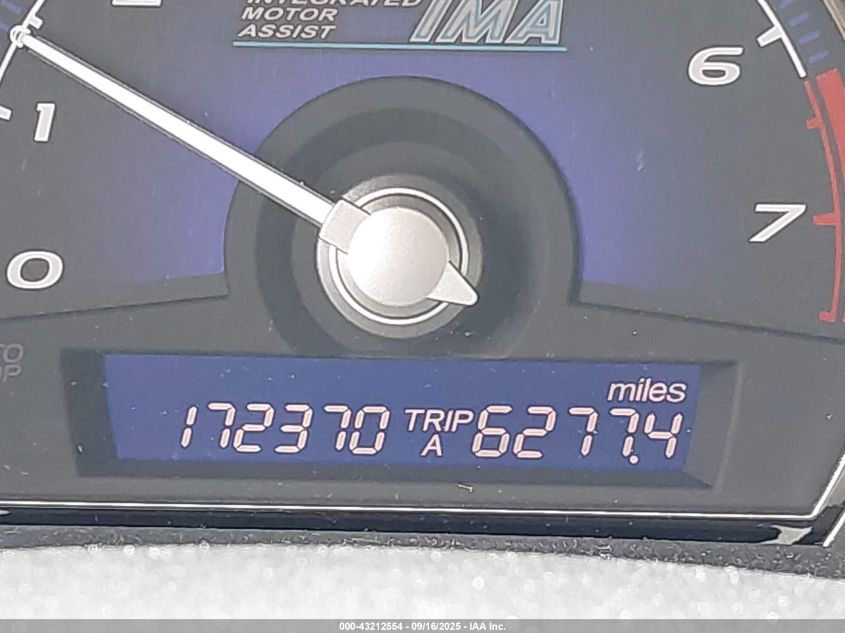 INTEGRATED
MOTOR
ASSIST
IMA
1
0
6
7
miles
172370 TRIP A 6277.4
000-43212554 - 09/16/2025 - IAA Inc.